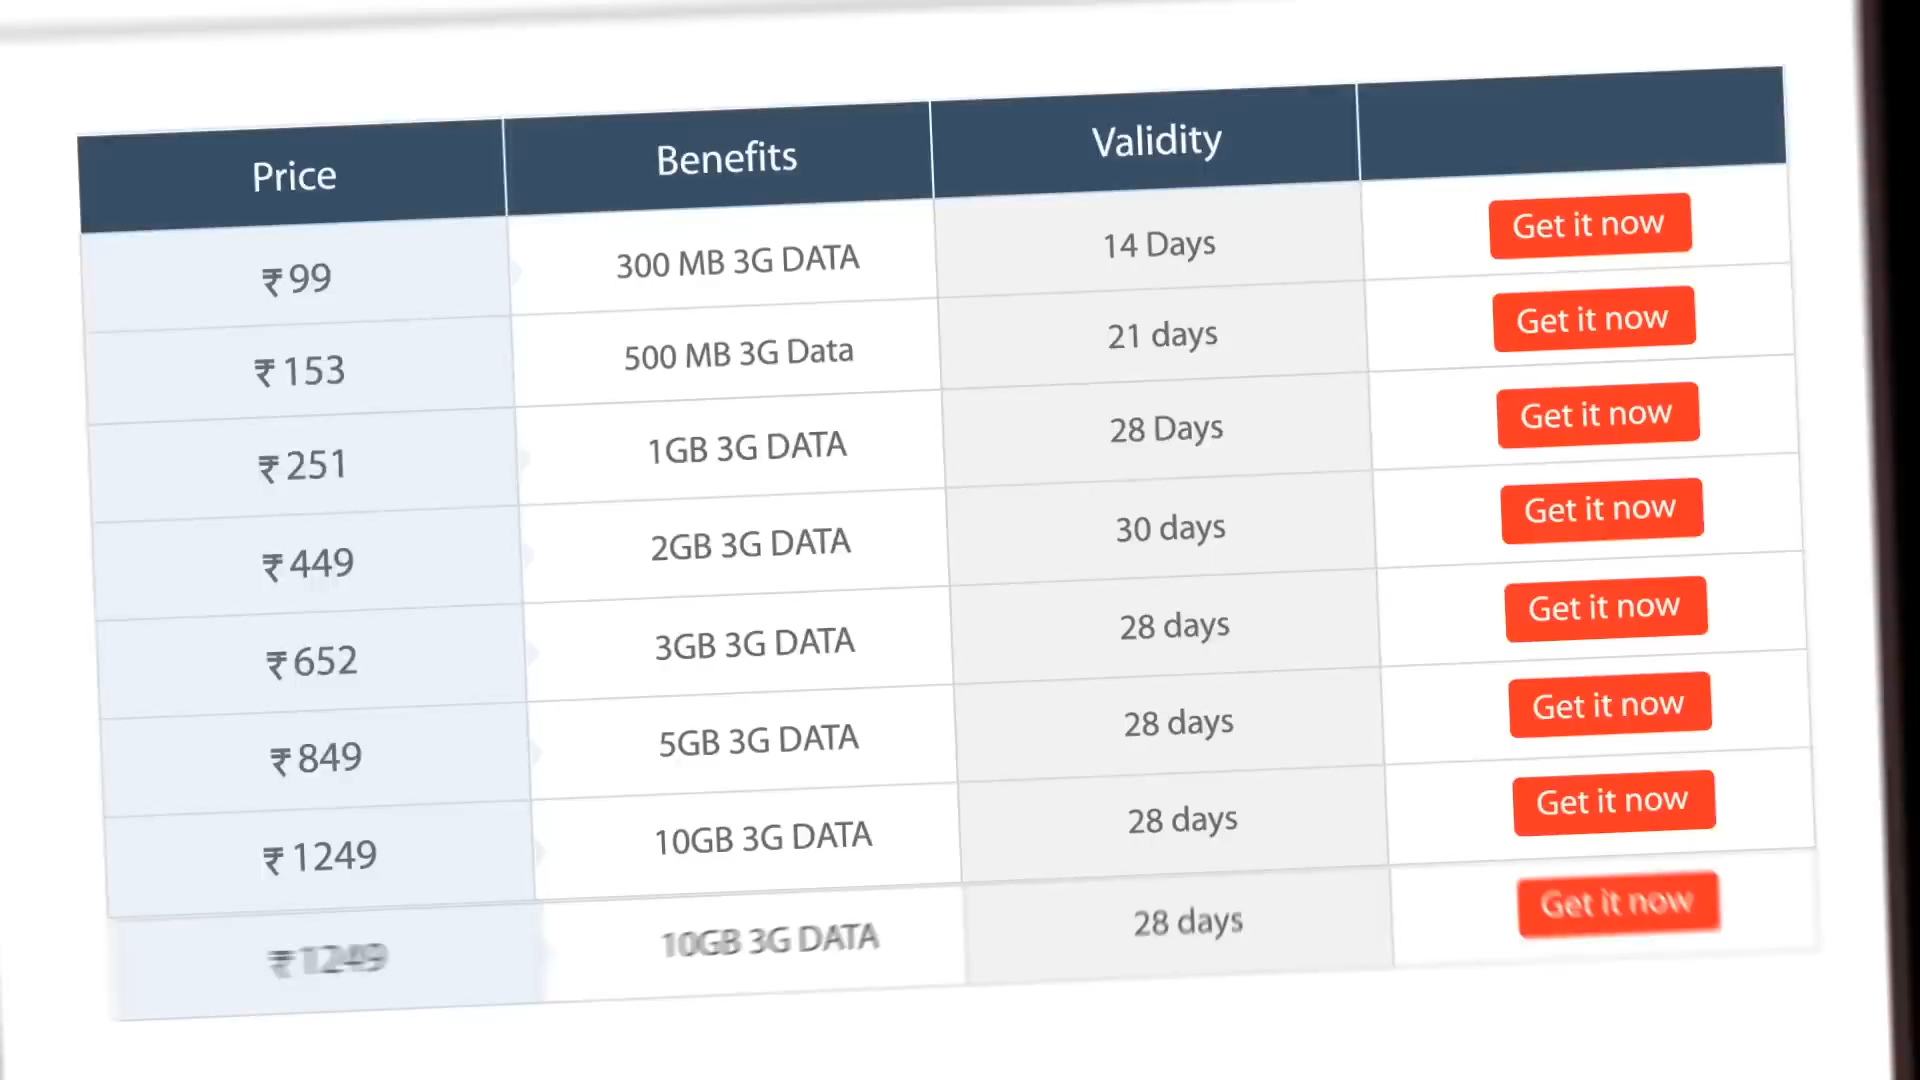 Price Benefits Validity
₹ 99 300 MB 3G DATA 14 Days Get it now
₹ 153 500 MB 3G Data 21 days Get it now
₹ 251 1GB 3G DATA 28 Days Get it now
₹ 449 2GB 3G DATA 30 days Get it now
₹ 652 3GB 3G DATA 28 days Get it now
₹ 849 5GB 3G DATA 28 days Get it now
₹ 1249 10GB 3G DATA 28 days Get it now
₹ 1249 10GB 3G DATA 28 days Get it now